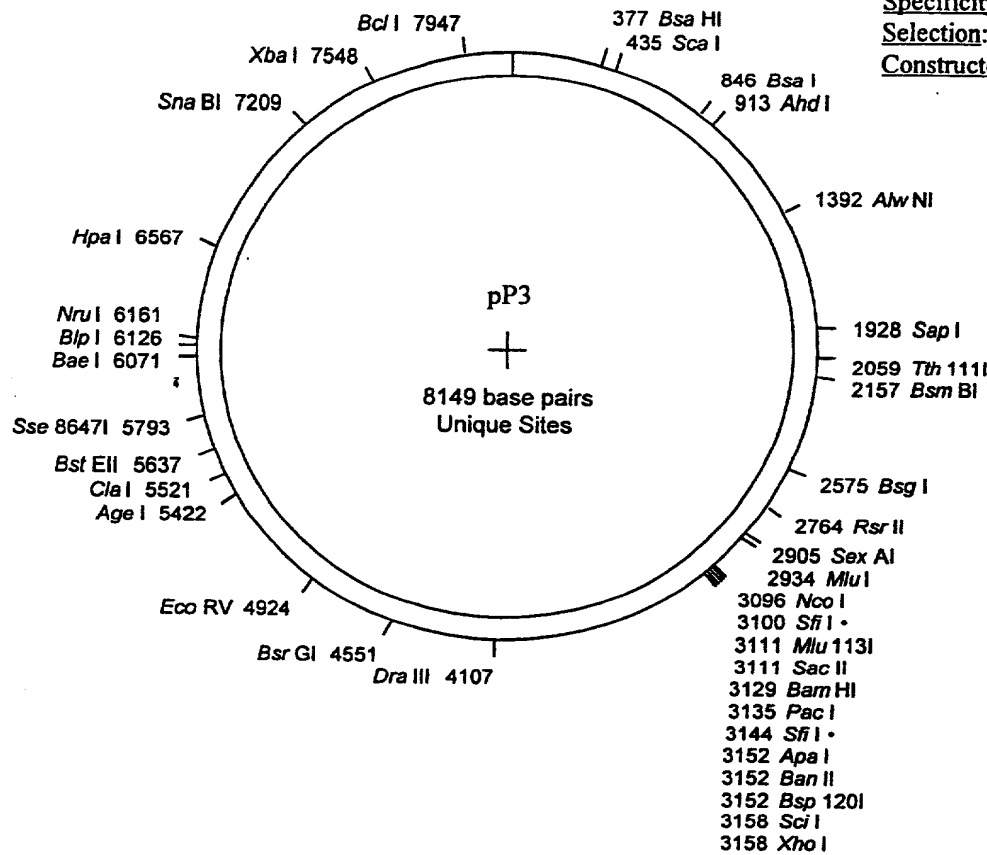 Specificity
Selection:
Construct
Bcl I 7947
377 Bsa HI
435 Sca I
Xba I 7548
846 Bsa I
913 Ahd I
Sna BI 7209
1392 Alw NI
Hpa I 6567
pP3
8149 base pairs
Unique Sites
Nru I 6161
Blp I 6126
Bae I 6071
1928 Sap I
2059 Tth 111I
2157 Bsm BI
Sse 8647I 5793
Bst EII 5637
Cla I 5521
Age I 5422
2575 Bsg I
2764 Rsr II
2905 Sex AI
2934 Mlu I
3096 Nco I
3100 Sfi I •
3111 Mlu 113I
3111 Sac II
3129 Bam HI
3135 Pac I
3144 Sfi I •
3152 Apa I
3152 Ban II
3152 Bsp 120I
3158 Sci I
3158 Xho I
Eco RV 4924
Bsr GI 4551
Dra III 4107